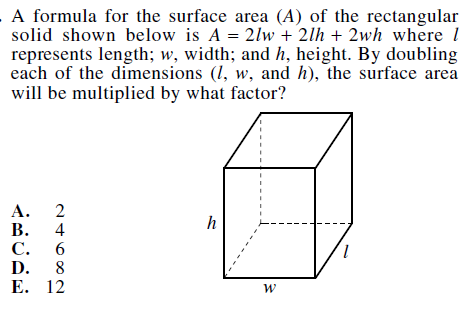 . A formula for the surface area (A) of the rectangular
solid shown below is A = 2lw + 2lh + 2wh where l
represents length; w, width; and h, height. By doubling
each of the dimensions (l, w, and h), the surface area
will be multiplied by what factor?
A. 2
B. 4
C. 6
D. 8
E. 12
h
l
w